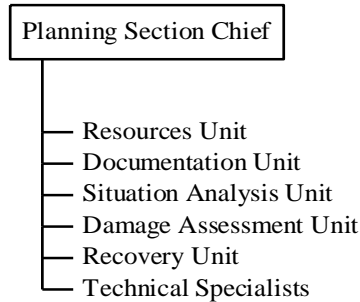 Planning Section Chief
Resources Unit
Documentation Unit
Situation Analysis Unit
Damage Assessment Unit
Recovery Unit
Technical Specialists